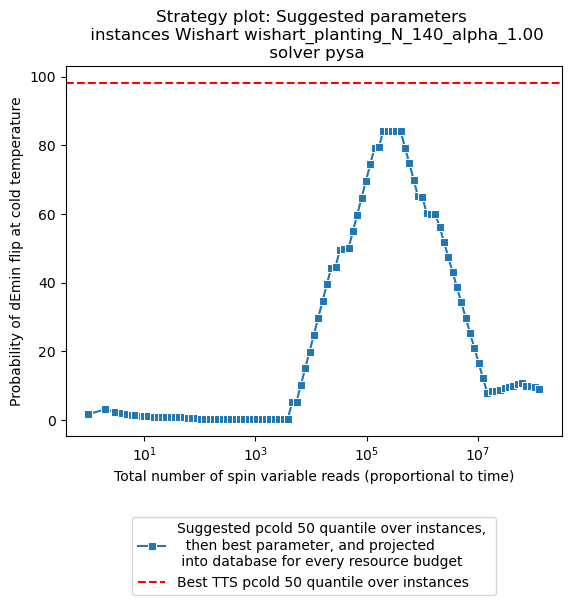 Strategy plot: Suggested parameters
instances Wishart wishart_planting_N_140_alpha_1.00
solver pysa
Probability of dEmin flip at cold temperature
100
80
60
40
20
0
10^1
10^3
10^5
10^7
Total number of spin variable reads (proportional to time)
Suggested pcold 50 quantile over instances,
then best parameter, and projected
into database for every resource budget
Best TTS pcold 50 quantile over instances